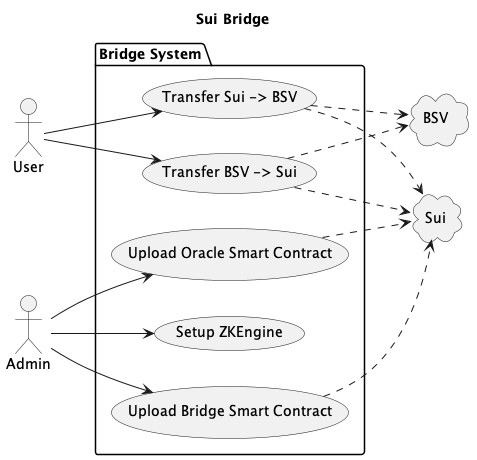 Sui Bridge
Bridge System
Transfer Sui –> BSV
BSV
User
Transfer BSV –> Sui
Sui
Upload Oracle Smart Contract
Setup ZKEngine
Admin
Upload Bridge Smart Contract